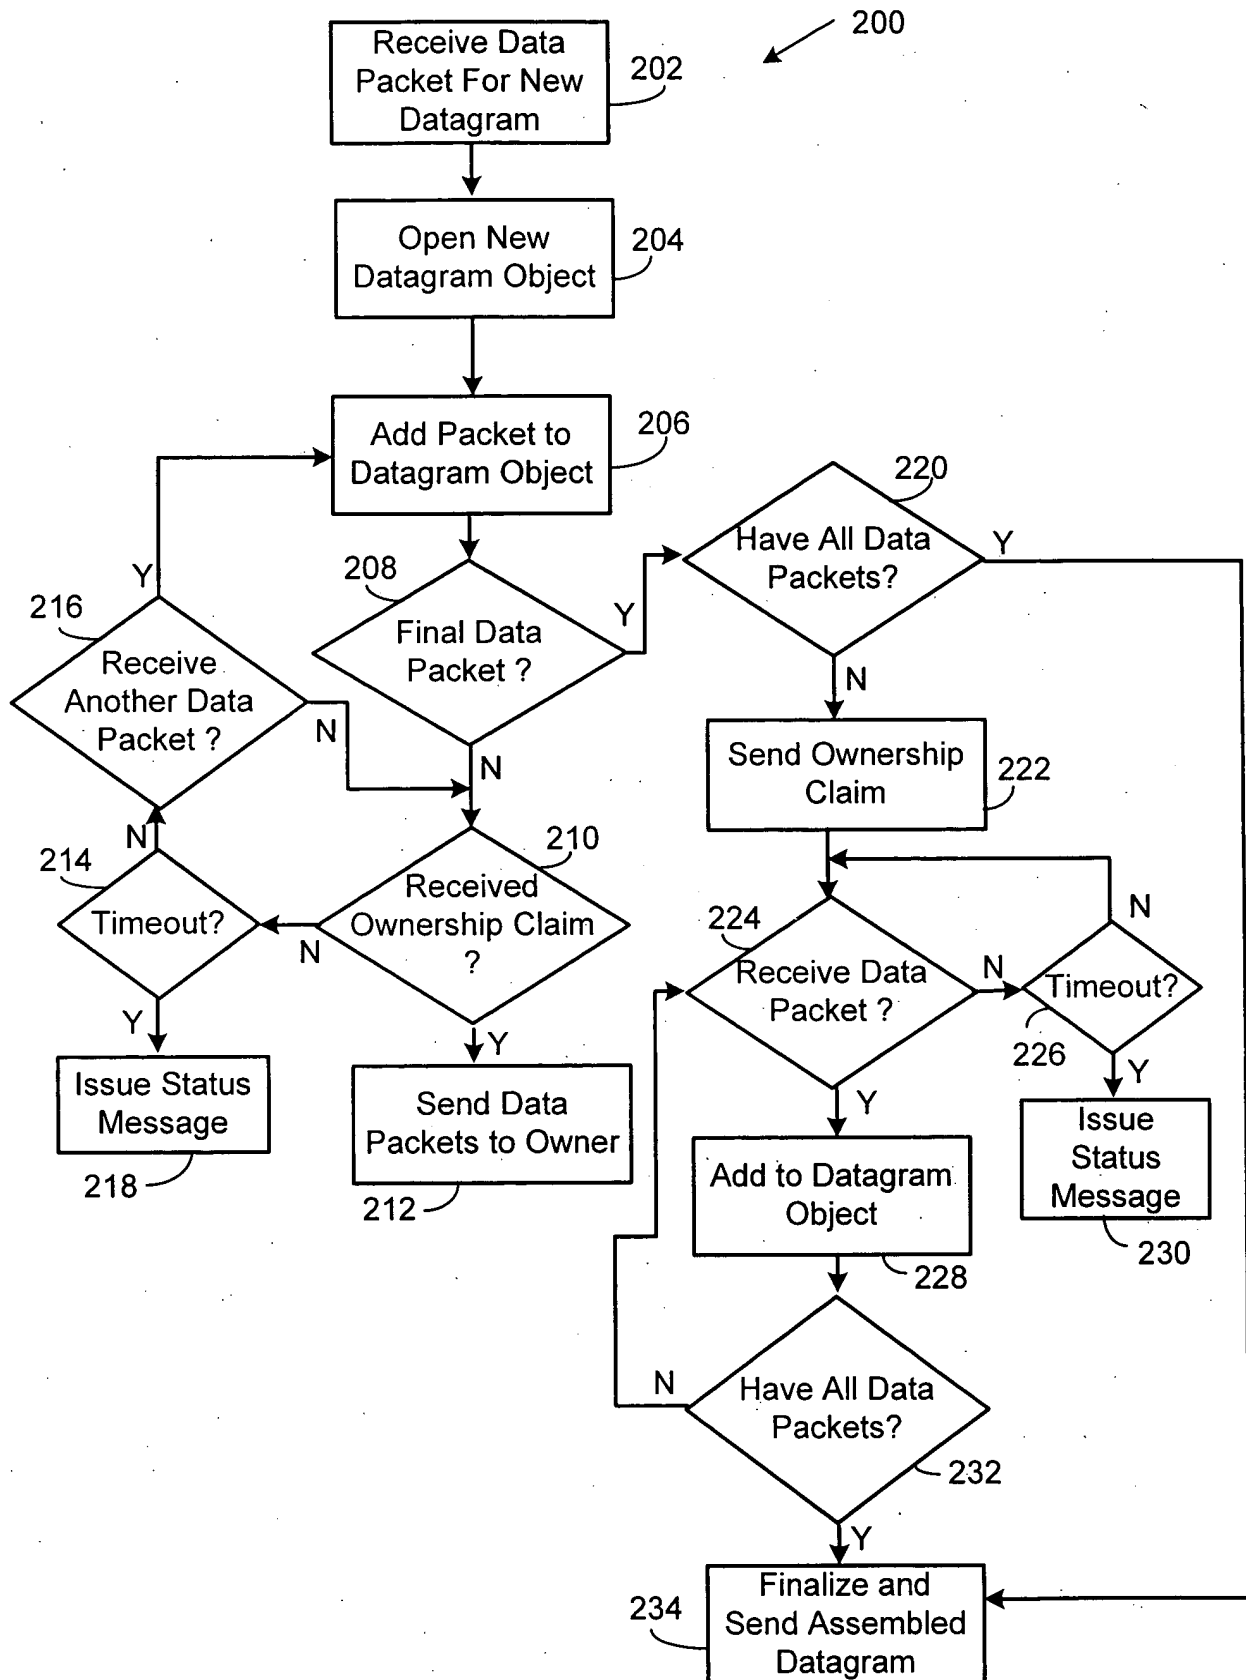 200
Receive Data
Packet For New
Datagram
202
Open New
Datagram Object
204
Add Packet to
Datagram Object
206
208
Final Data
Packet ?
Y
N
216
Receive
Another Data
Packet ?
Y
N
210
Received
Ownership Claim
?
N
Y
214
Timeout?
N
Y
Issue Status
Message
218
Send Data
Packets to Owner
212
220
Have All Data
Packets?
Y
N
Send Ownership
Claim
222
224
Receive Data
Packet ?
N
Y
Timeout?
226
N
Y
Issue
Status
Message
230
Add to Datagram
Object
228
Have All Data
Packets?
232
N
Y
Finalize and
Send Assembled
Datagram
234